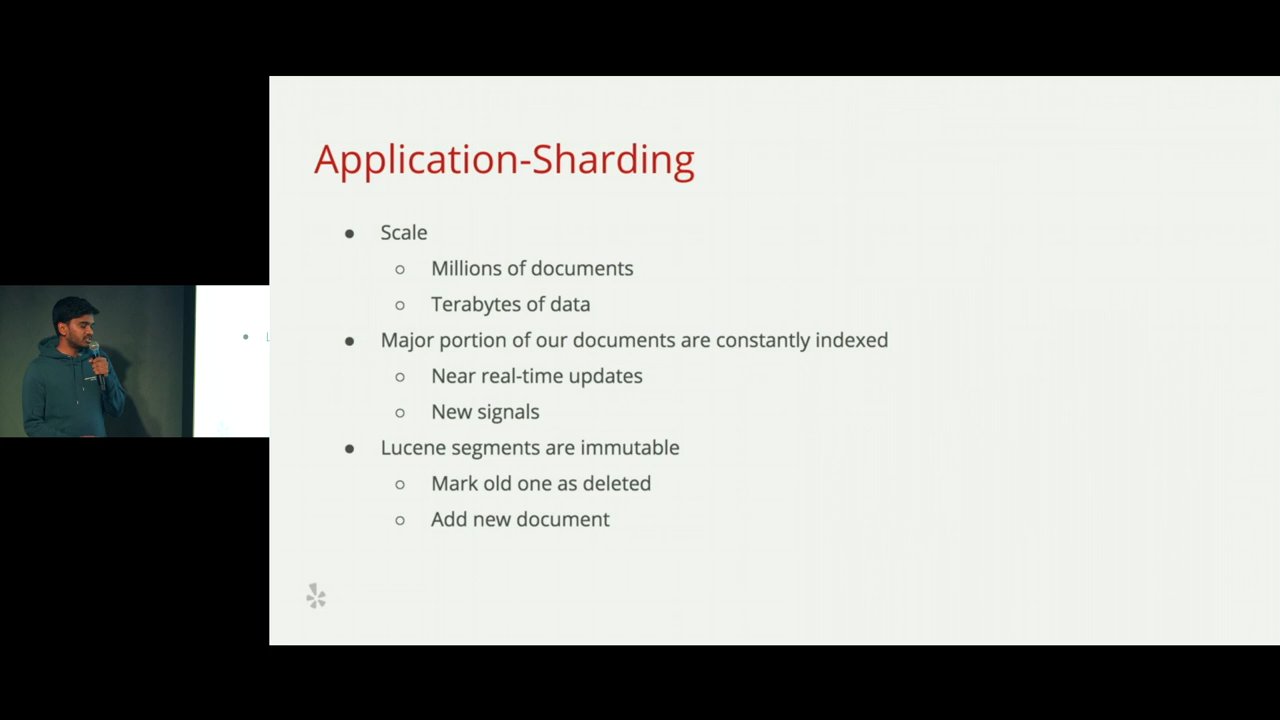 Application-Sharding
● Scale
○ Millions of documents
○ Terabytes of data
● Major portion of our documents are constantly indexed
○ Near real-time updates
○ New signals
● Lucene segments are immutable
○ Mark old one as deleted
○ Add new document